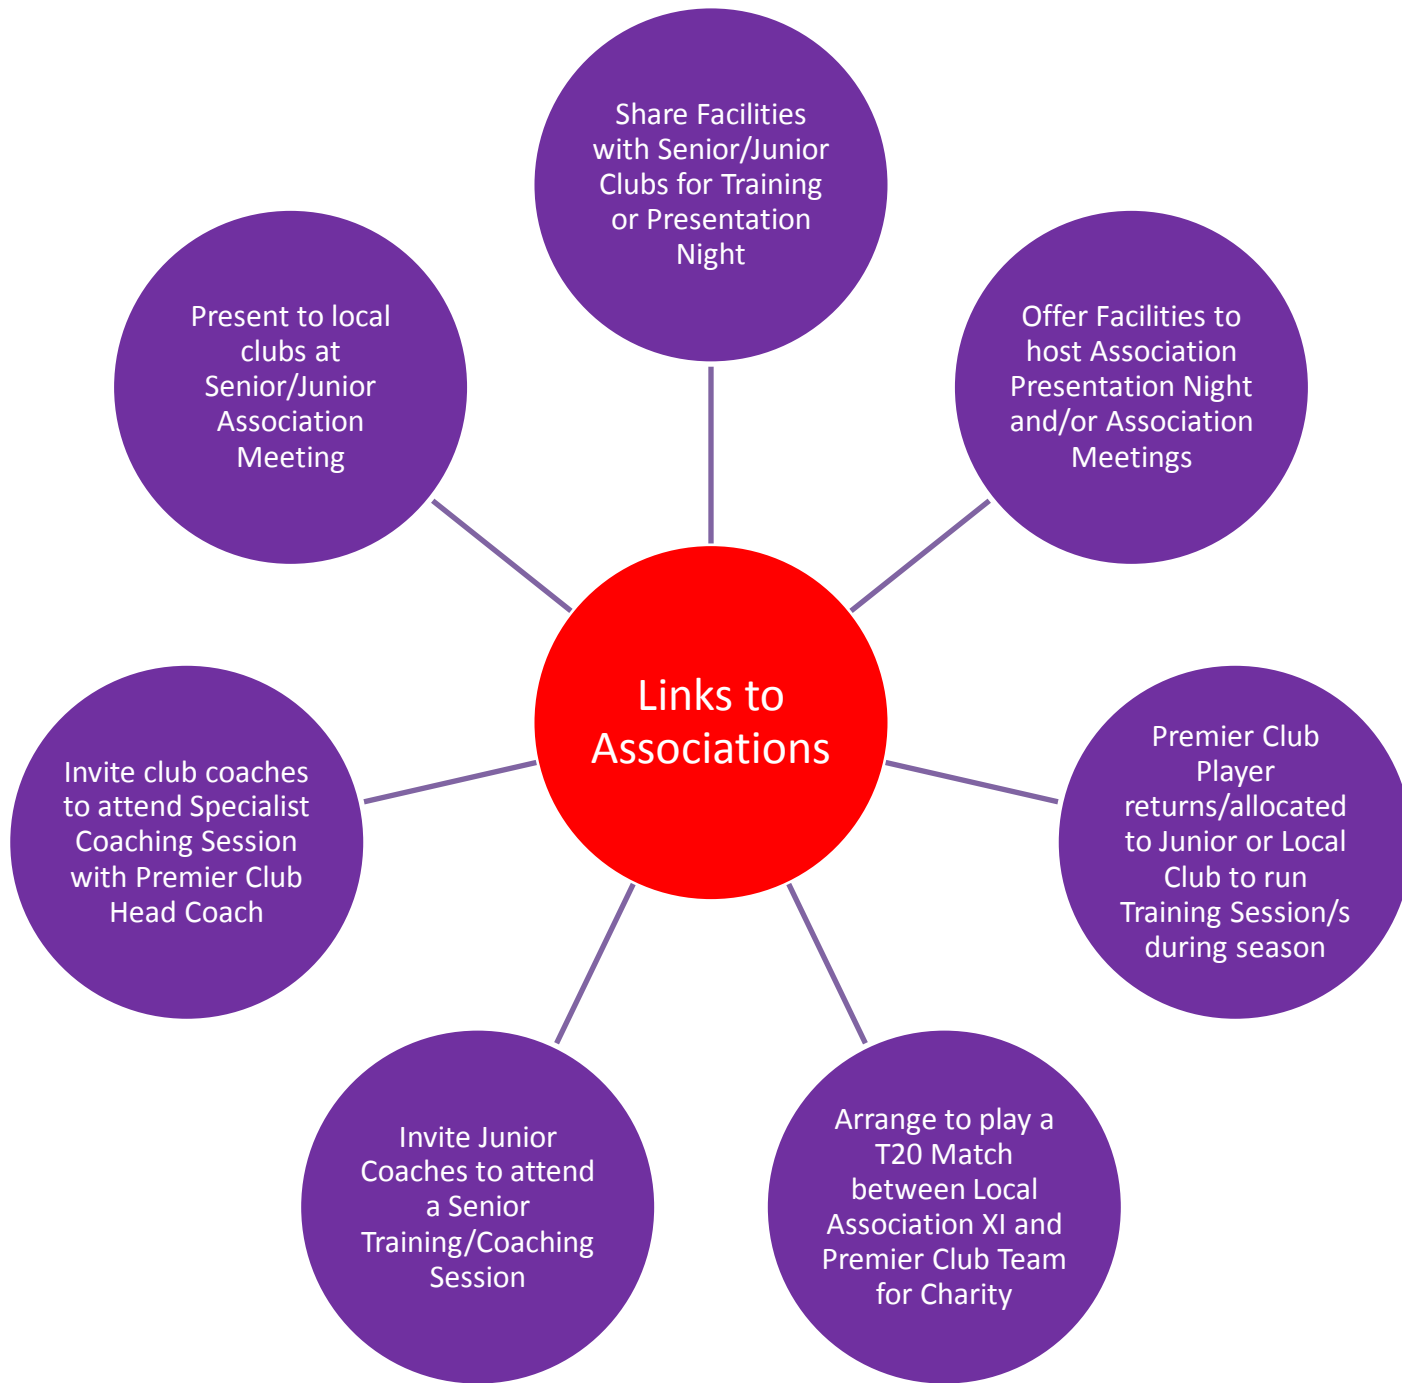 Share Facilities
with Senior/Junior
Clubs for Training
or Presentation
Night
Offer Facilities to
host Association
Presentation Night
and/or Association
Meetings
Premier Club
Player
returns/allocated
to Junior or Local
Club to run
Training Session/s
during season
Arrange to play a
T20 Match
between Local
Association XI and
Premier Club Team
for Charity
Invite Junior
Coaches to attend
a Senior
Training/Coaching
Session
Invite club coaches
to attend Specialist
Coaching Session
with Premier Club
Head Coach
Present to local
clubs at
Senior/Junior
Association
Meeting
Links to
Associations